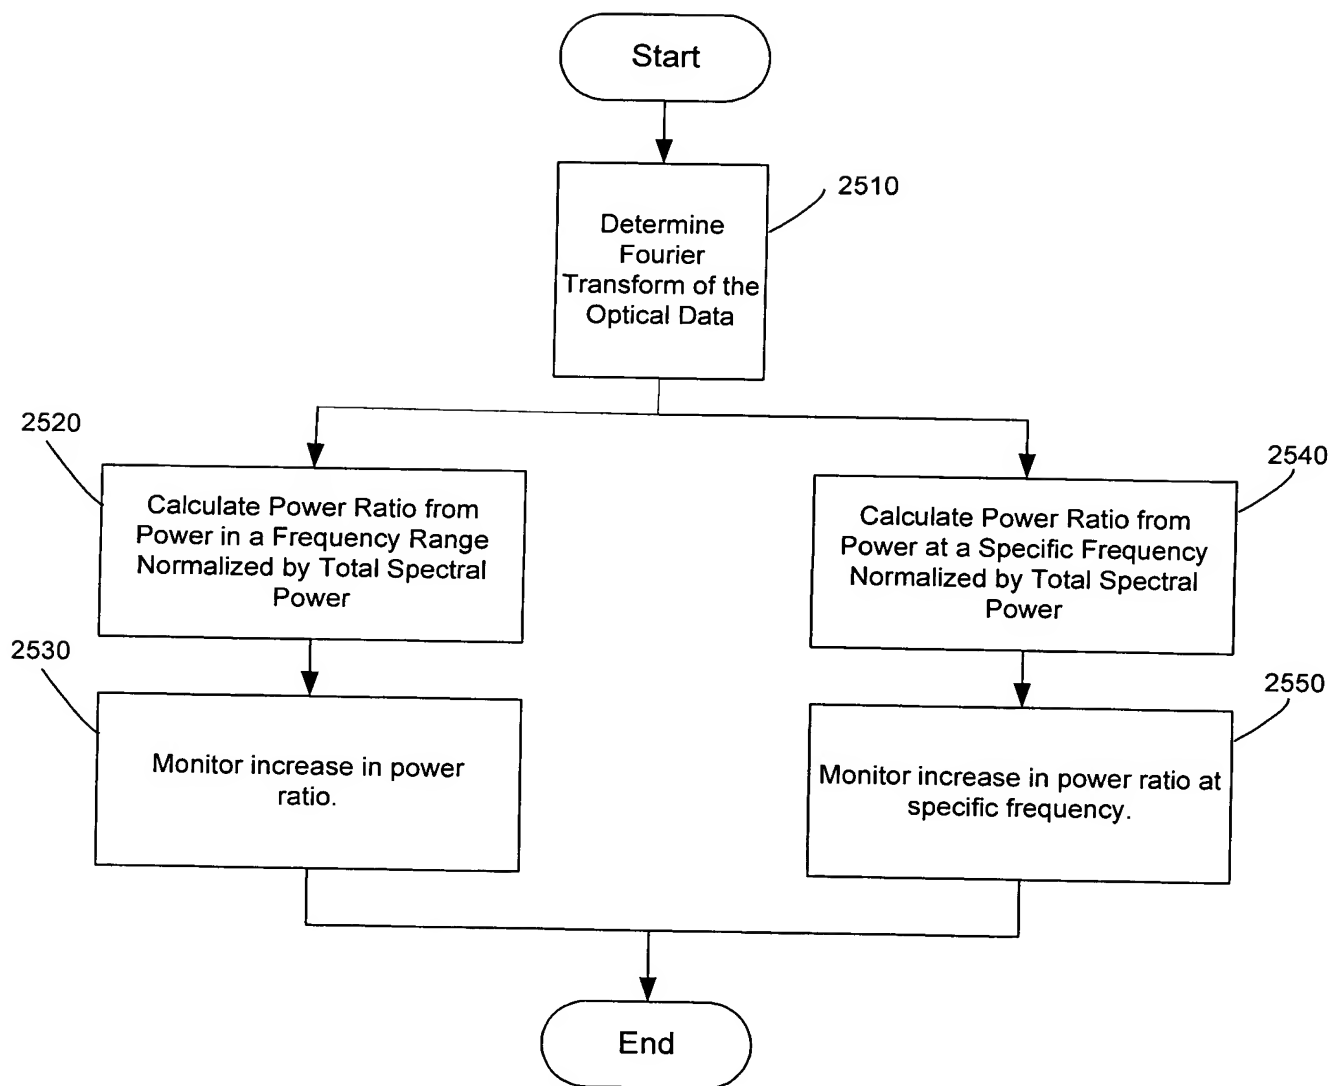 Start
2510
Determine
Fourier
Transform of the
Optical Data
2520
Calculate Power Ratio from
Power in a Frequency Range
Normalized by Total Spectral
Power
2540
Calculate Power Ratio from
Power at a Specific Frequency
Normalized by Total Spectral
Power
2530
Monitor increase in power
ratio.
2550
Monitor increase in power ratio at
specific frequency.
End